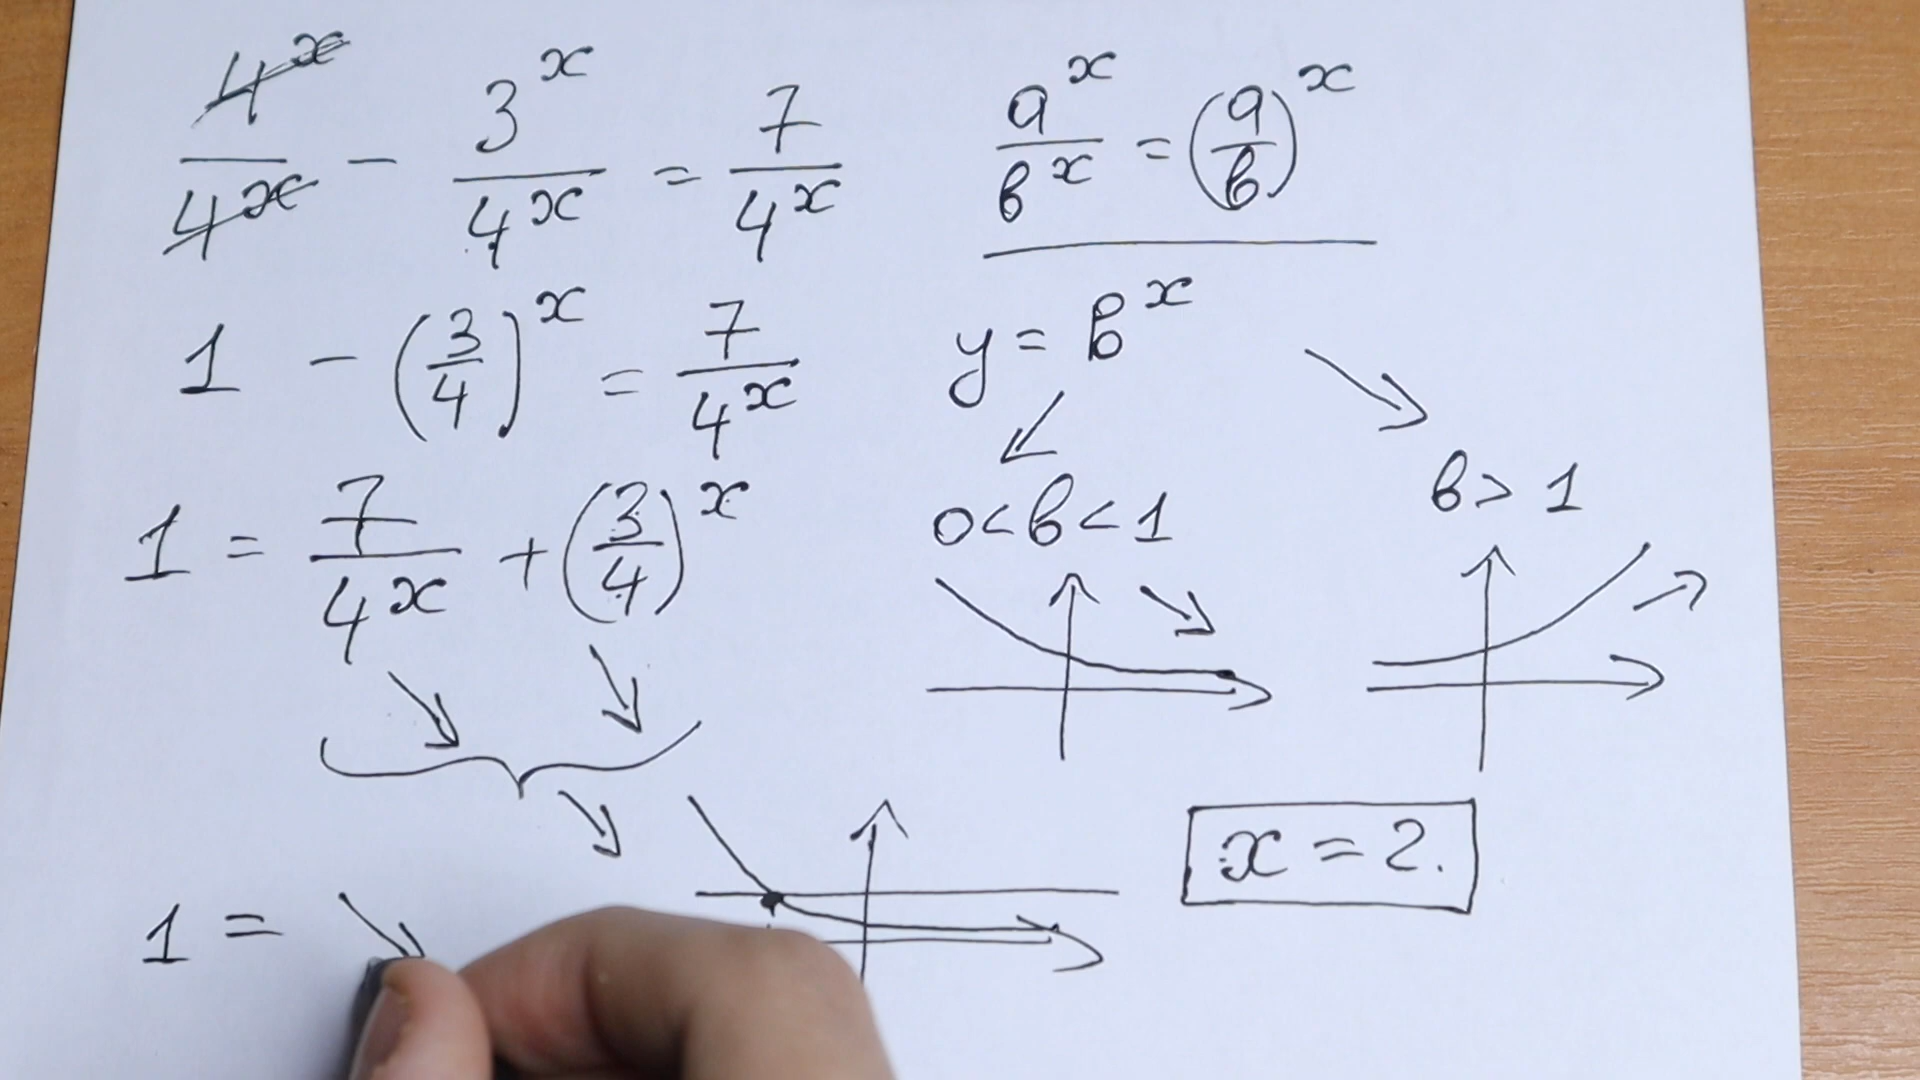 4^x/4^x - 3^x/4^x = 7/4^x
1 - (3/4)^x = 7/4^x
1 = 7/4^x + (3/4)^x
1 =
a^x/b^x = (a/b)^x
y = b^x
0<b<1
b>1
x = 2.